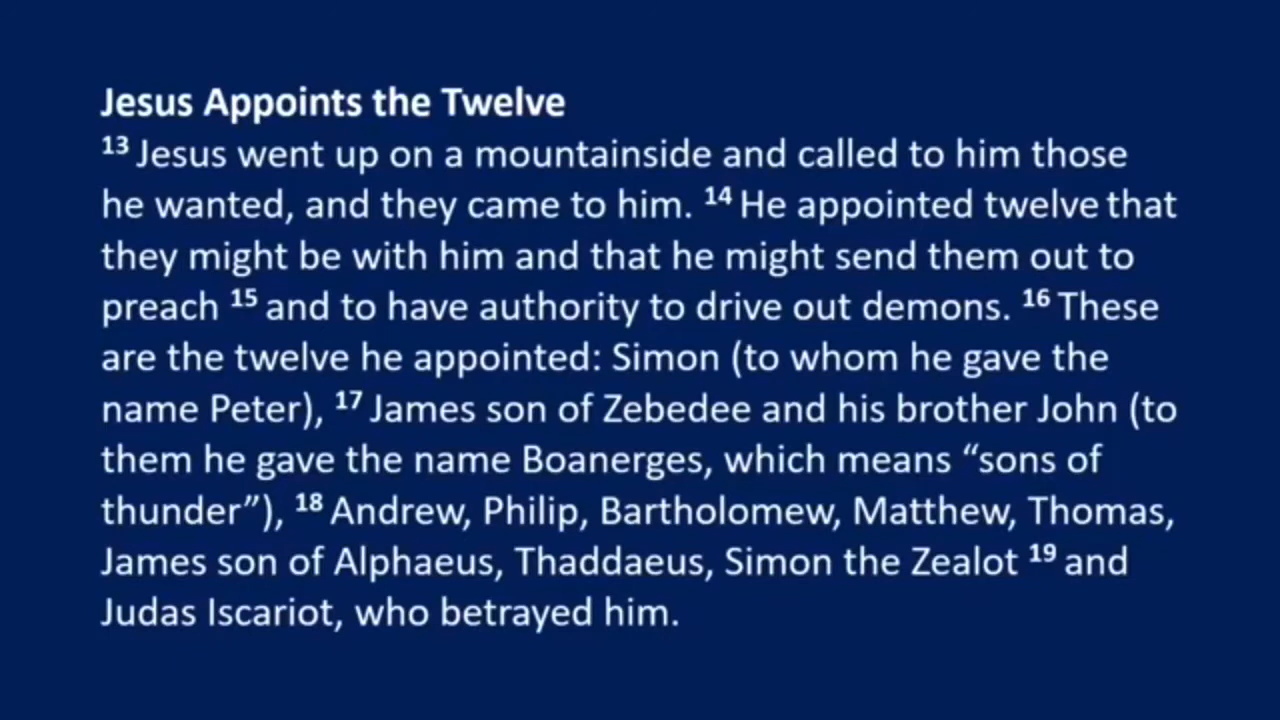 Jesus Appoints the Twelve
13 Jesus went up on a mountainside and called to him those
he wanted, and they came to him. 14 He appointed twelve that
they might be with him and that he might send them out to
preach 15 and to have authority to drive out demons. 16 These
are the twelve he appointed: Simon (to whom he gave the
name Peter), 17 James son of Zebedee and his brother John (to
them he gave the name Boanerges, which means “sons of
thunder”), 18 Andrew, Philip, Bartholomew, Matthew, Thomas,
James son of Alphaeus, Thaddaeus, Simon the Zealot 19 and
Judas Iscariot, who betrayed him.